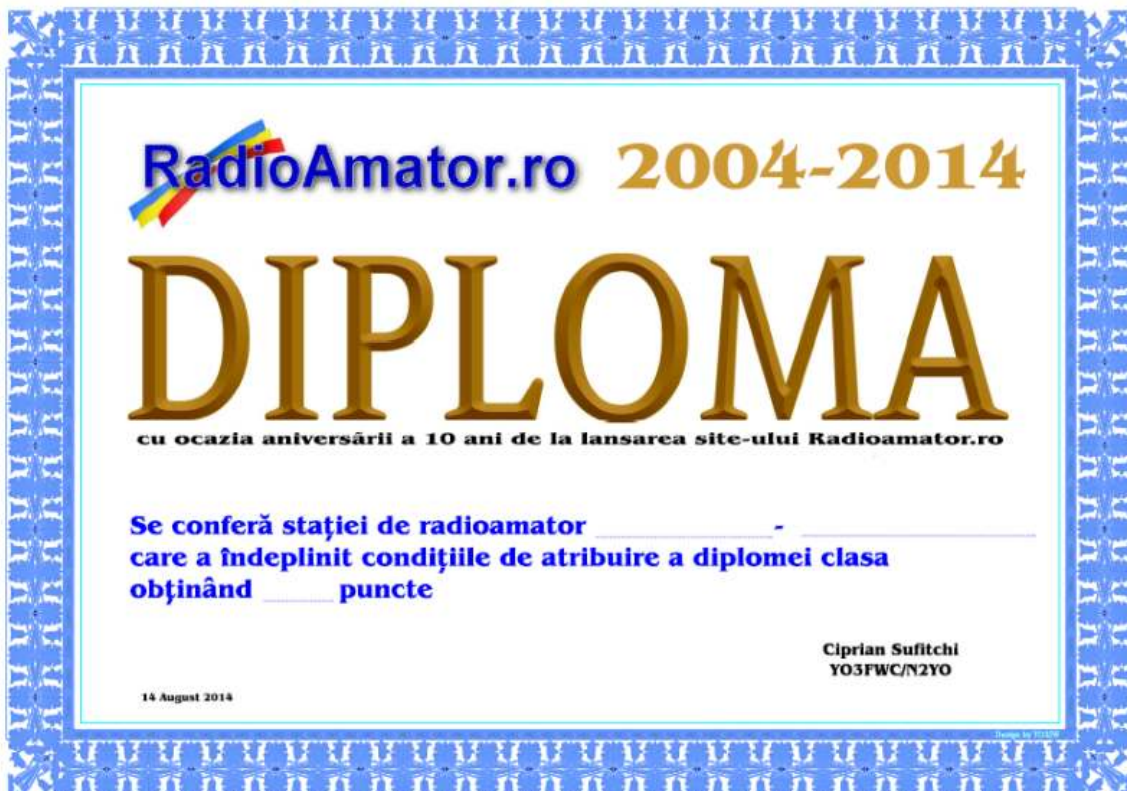 RadioAmator.ro 2004-2014
DIPLOMA
cu ocazia aniversării a 10 ani de la lansarea site-ului Radioamator.ro
Se conferă stației de radioamator - 
care a îndeplinit condițiile de atribuire a diplomei clasa
obținând puncte
Ciprian Sufitchi
YO3FWC/N2YO
14 August 2014
Design by